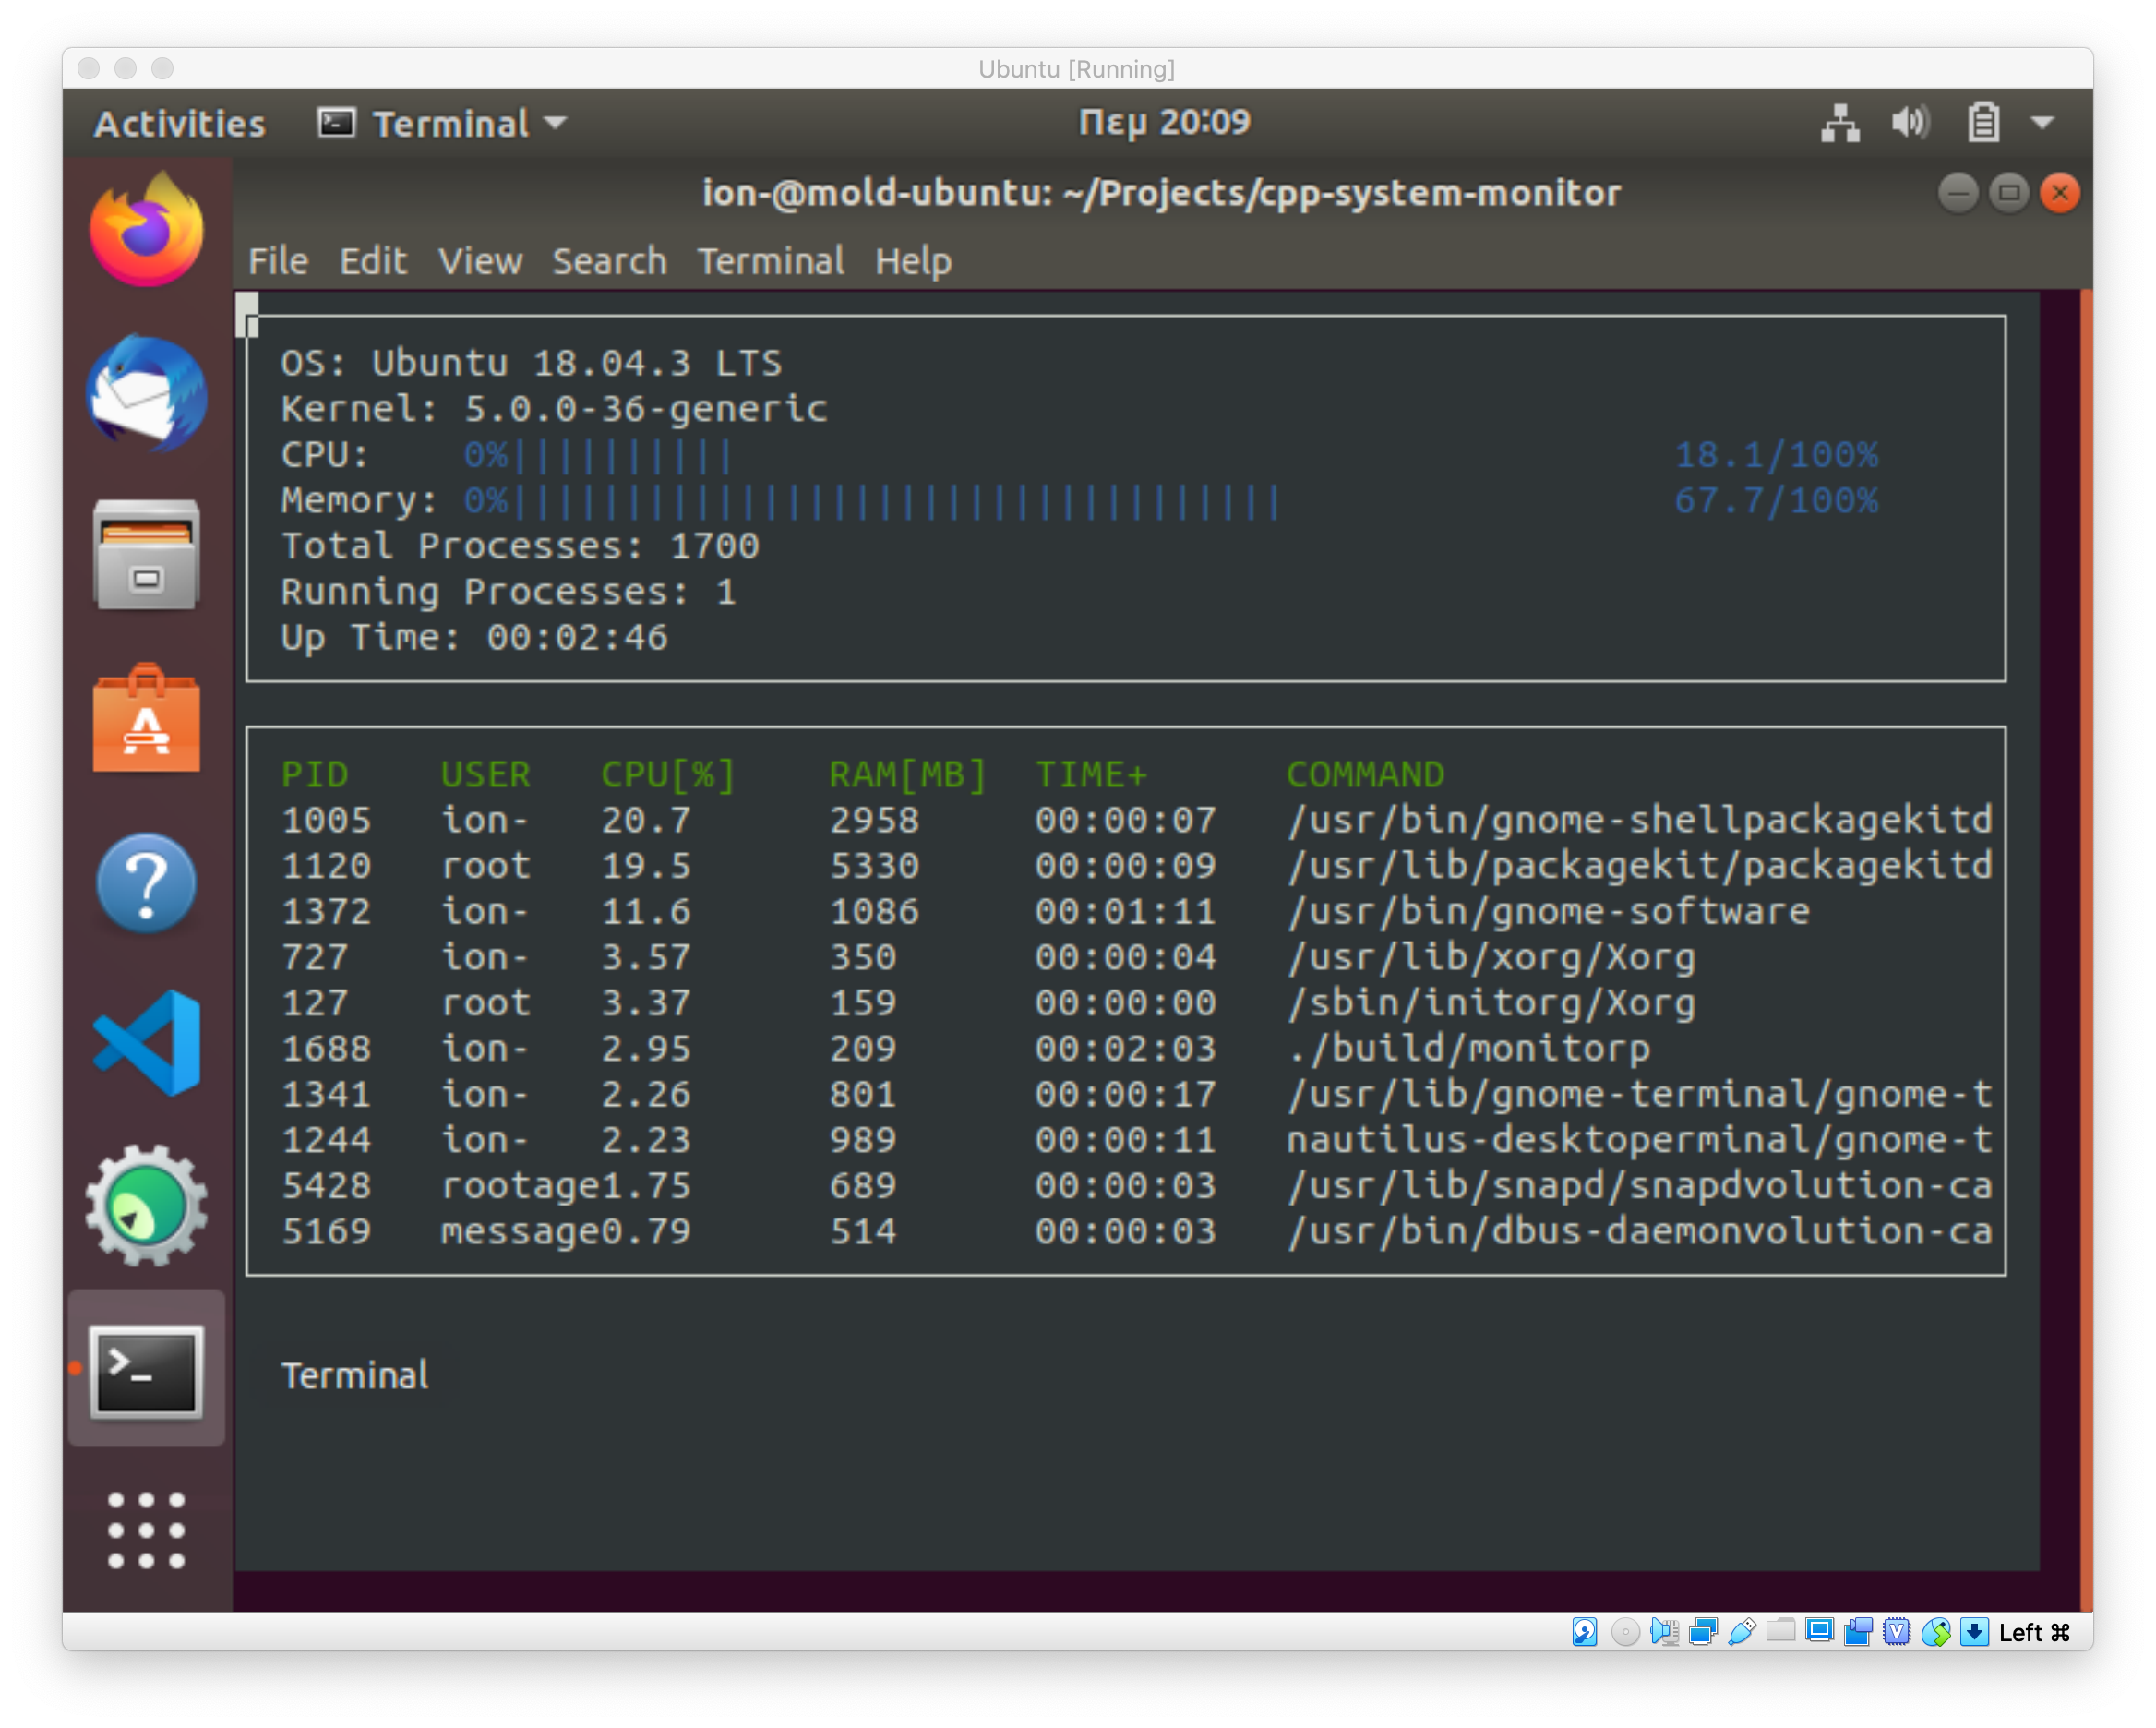 Ubuntu [Running]
Activities Terminal Πεμ 20:09
ion-@mold-ubuntu: ~/Projects/cpp-system-monitor
File Edit View Search Terminal Help
OS: Ubuntu 18.04.3 LTS
Kernel: 5.0.0-36-generic
CPU: 0%|||||||||| 18.1/100%
Memory: 0%|||||||||||||||||||||||||||||||||| 67.7/100%
Total Processes: 1700
Running Processes: 1
Up Time: 00:02:46
PID USER CPU[%] RAM[MB] TIME+ COMMAND
1005 ion- 20.7 2958 00:00:07 /usr/bin/gnome-shellpackagekitd
1120 root 19.5 5330 00:00:09 /usr/lib/packagekit/packagekitd
1372 ion- 11.6 1086 00:01:11 /usr/bin/gnome-software
727 ion- 3.57 350 00:00:04 /usr/lib/xorg/Xorg
127 root 3.37 159 00:00:00 /sbin/initorg/Xorg
1688 ion- 2.95 209 00:02:03 ./build/monitorp
1341 ion- 2.26 801 00:00:17 /usr/lib/gnome-terminal/gnome-t
1244 ion- 2.23 989 00:00:11 nautilus-desktoperminal/gnome-t
5428 rootage1.75 689 00:00:03 /usr/lib/snapd/snapdvolution-ca
5169 message0.79 514 00:00:03 /usr/bin/dbus-daemonvolution-ca
Terminal
Left ⌘